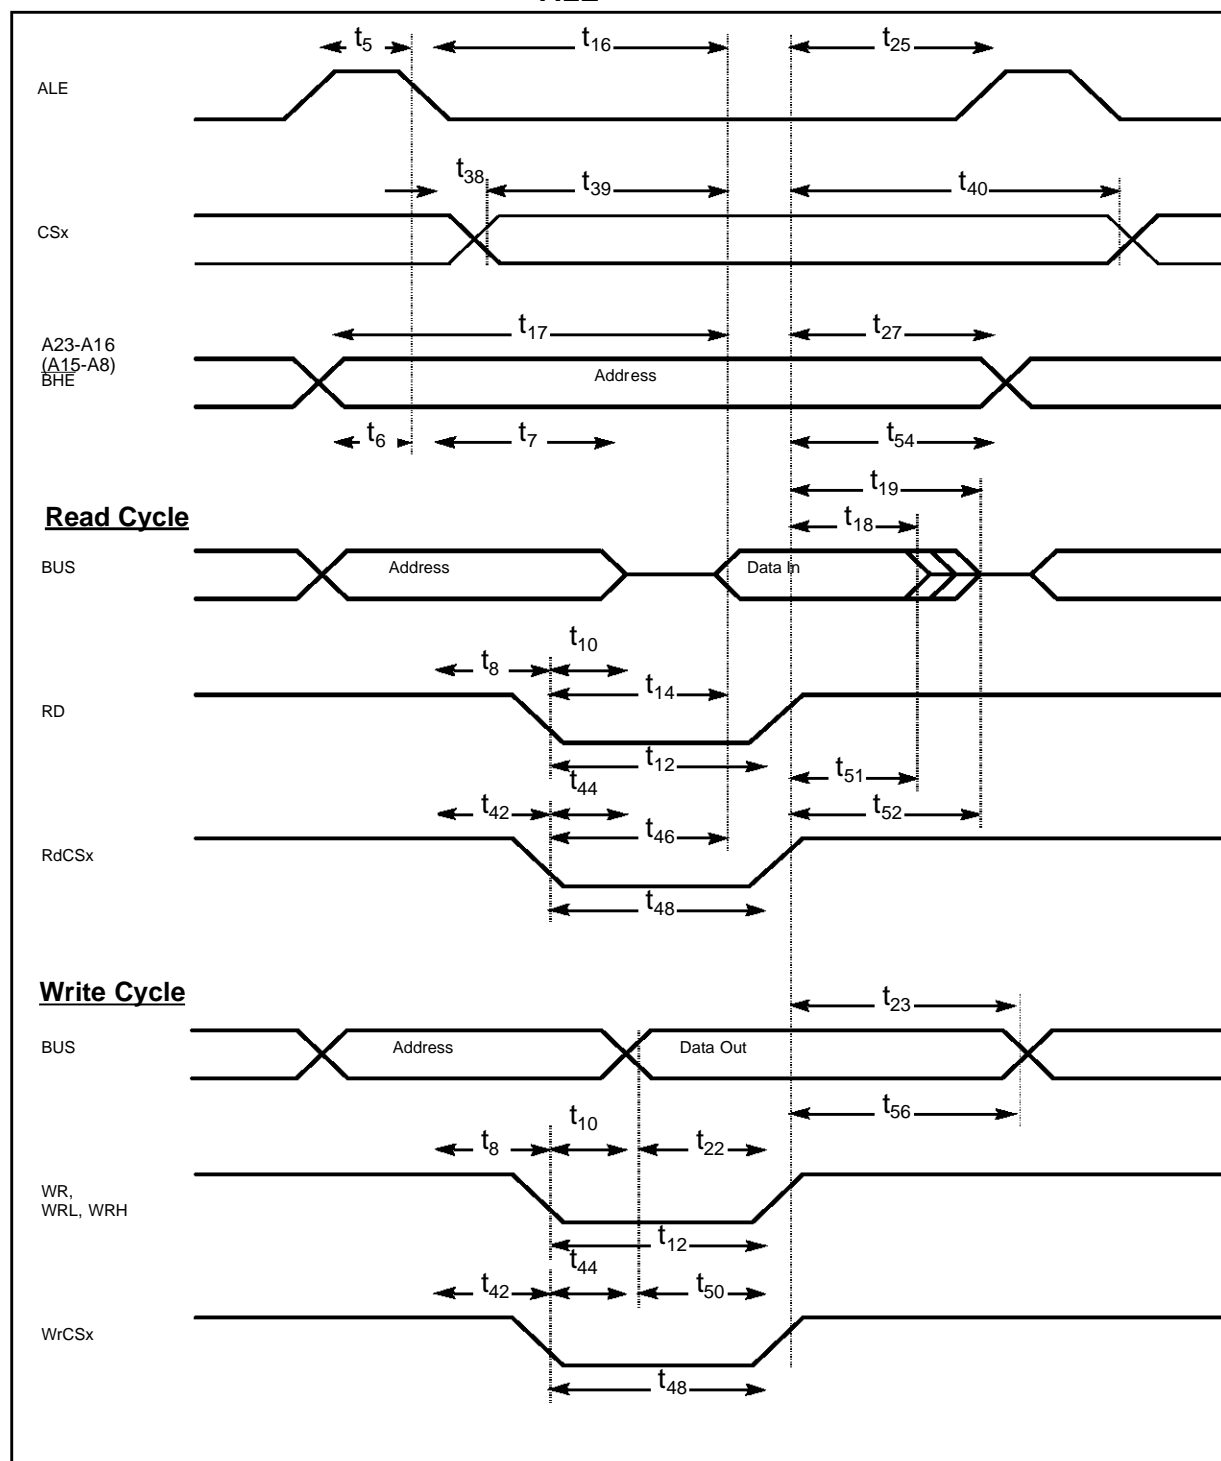 t5 t16 t25
ALE
t38 t39 t40
CSx
t17 t27
A23-A16
(A15-A8)
BHE
Address
t6 t7 t54
t19
Read Cycle
t18
BUS
Address
Data In
t10
t8
t14
RD
t12 t51
t44
t42 t52
t46
RdCSx
t48
Write Cycle
t23
BUS
Address
Data Out
t56
t10
t8 t22
WR,
WRL, WRH
t12
t44
t42 t50
WrCSx
t48